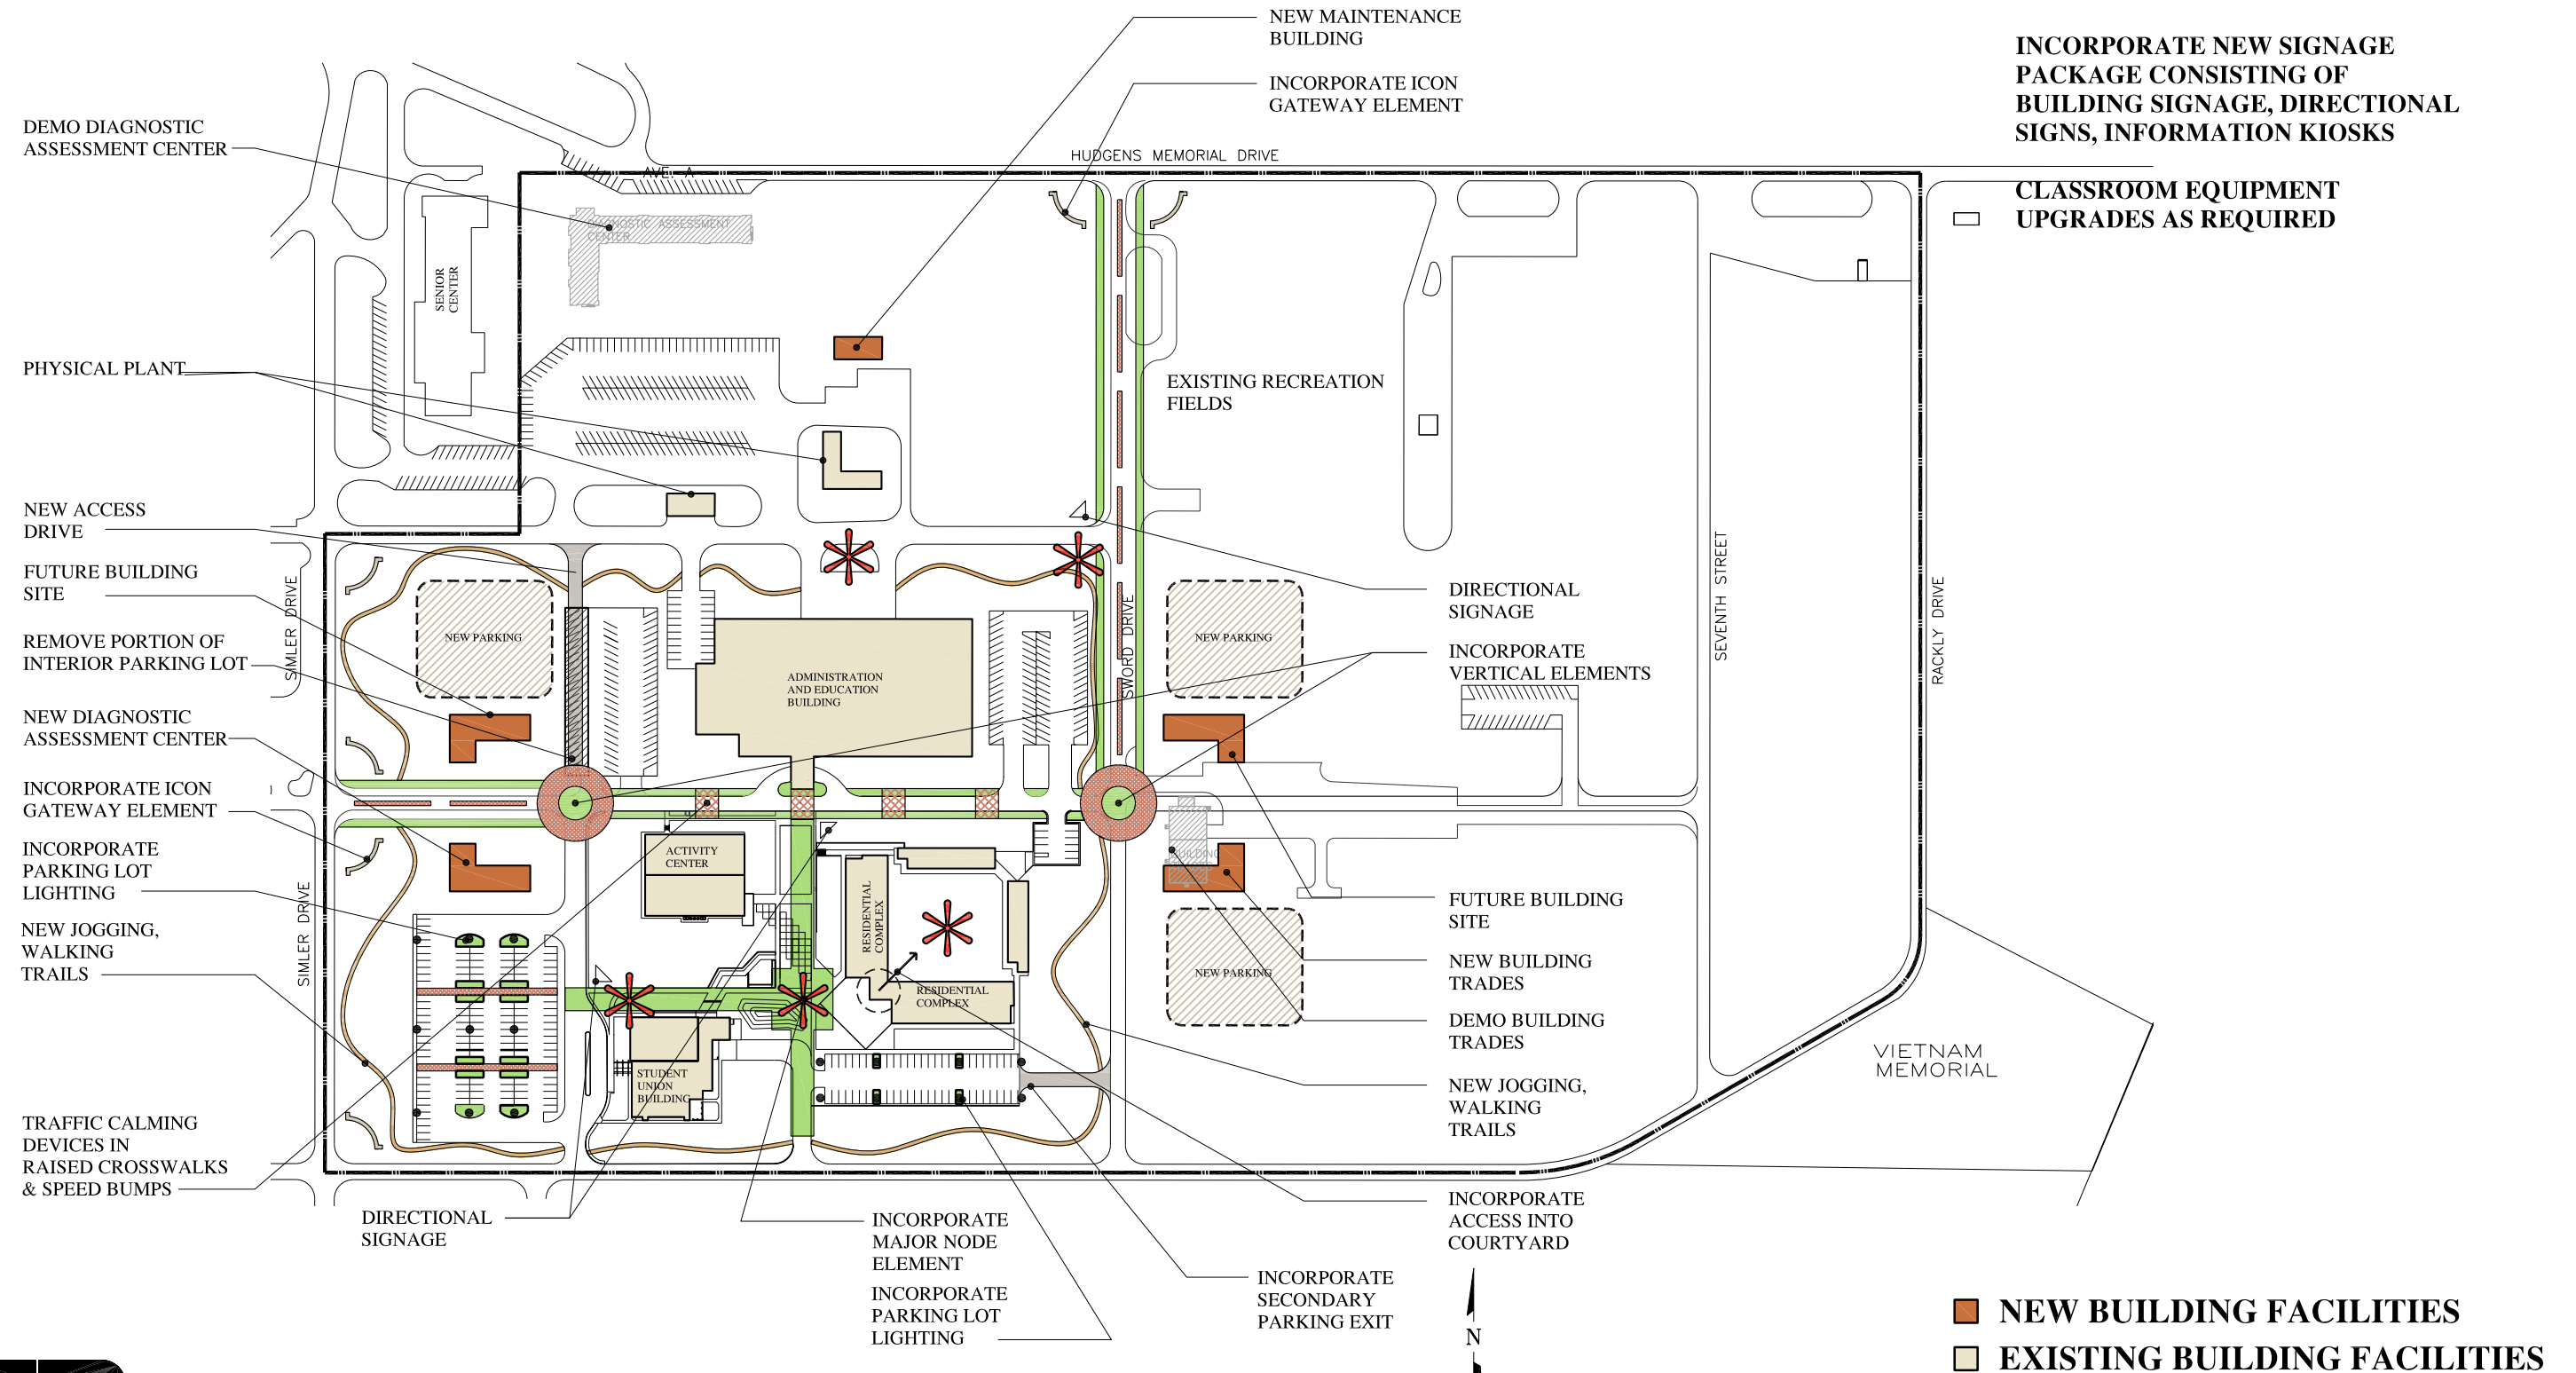 NEW MAINTENANCE
BUILDING
INCORPORATE ICON
GATEWAY ELEMENT
INCORPORATE NEW SIGNAGE
PACKAGE CONSISTING OF
BUILDING SIGNAGE, DIRECTIONAL
SIGNS, INFORMATION KIOSKS
CLASSROOM EQUIPMENT
UPGRADES AS REQUIRED
DEMO DIAGNOSTIC
ASSESSMENT CENTER
HUDGENS MEMORIAL DRIVE
AVE. A
DIAGNOSTIC ASSESSMENT
CENTER
SENIOR
CENTER
PHYSICAL PLANT
EXISTING RECREATION
FIELDS
NEW ACCESS
DRIVE
FUTURE BUILDING
SITE
REMOVE PORTION OF
INTERIOR PARKING LOT
NEW DIAGNOSTIC
ASSESSMENT CENTER
INCORPORATE ICON
GATEWAY ELEMENT
INCORPORATE
PARKING LOT
LIGHTING
NEW JOGGING,
WALKING
TRAILS
TRAFFIC CALMING
DEVICES IN
RAISED CROSSWALKS
& SPEED BUMPS
SIMLER DRIVE
SIMLER DRIVE
NEW PARKING
ADMINISTRATION
AND EDUCATION
BUILDING
SWORD DRIVE
NEW PARKING
SEVENTH STREET
RACKLY DRIVE
DIRECTIONAL
SIGNAGE
INCORPORATE
VERTICAL ELEMENTS
ACTIVITY
CENTER
RESIDENTIAL
COMPLEX
RESIDENTIAL
COMPLEX
STUDENT
UNION
BUILDING
BUILDING
NEW PARKING
FUTURE BUILDING
SITE
NEW BUILDING
TRADES
DEMO BUILDING
TRADES
NEW JOGGING,
WALKING
TRAILS
VIETNAM
MEMORIAL
DIRECTIONAL
SIGNAGE
INCORPORATE
MAJOR NODE
ELEMENT
INCORPORATE
PARKING LOT
LIGHTING
INCORPORATE
SECONDARY
PARKING EXIT
INCORPORATE
ACCESS INTO
COURTYARD
N
NEW BUILDING FACILITIES
EXISTING BUILDING FACILITIES